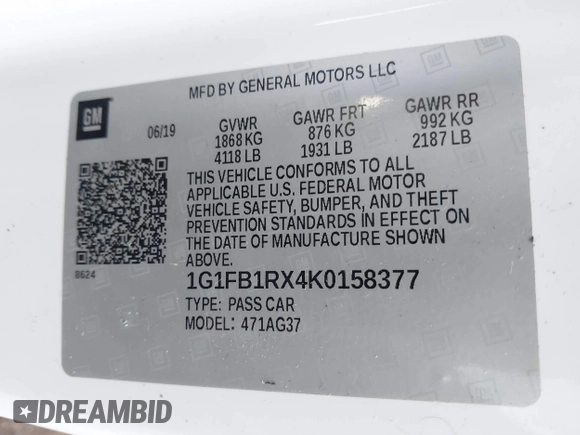 MFD BY GENERAL MOTORS LLC
GM
06/19
GVWR
1868 KG
4118 LB
GAWR FRT
876 KG
1931 LB
GAWR RR
992 KG
2187 LB
THIS VEHICLE CONFORMS TO ALL
APPLICABLE U.S. FEDERAL MOTOR
VEHICLE SAFETY, BUMPER, AND THEFT
PREVENTION STANDARDS IN EFFECT ON
THE DATE OF MANUFACTURE SHOWN
ABOVE.
8624
1G1FB1RX4K0158377
TYPE: PASS CAR
MODEL: 471AG37
DREAMBID